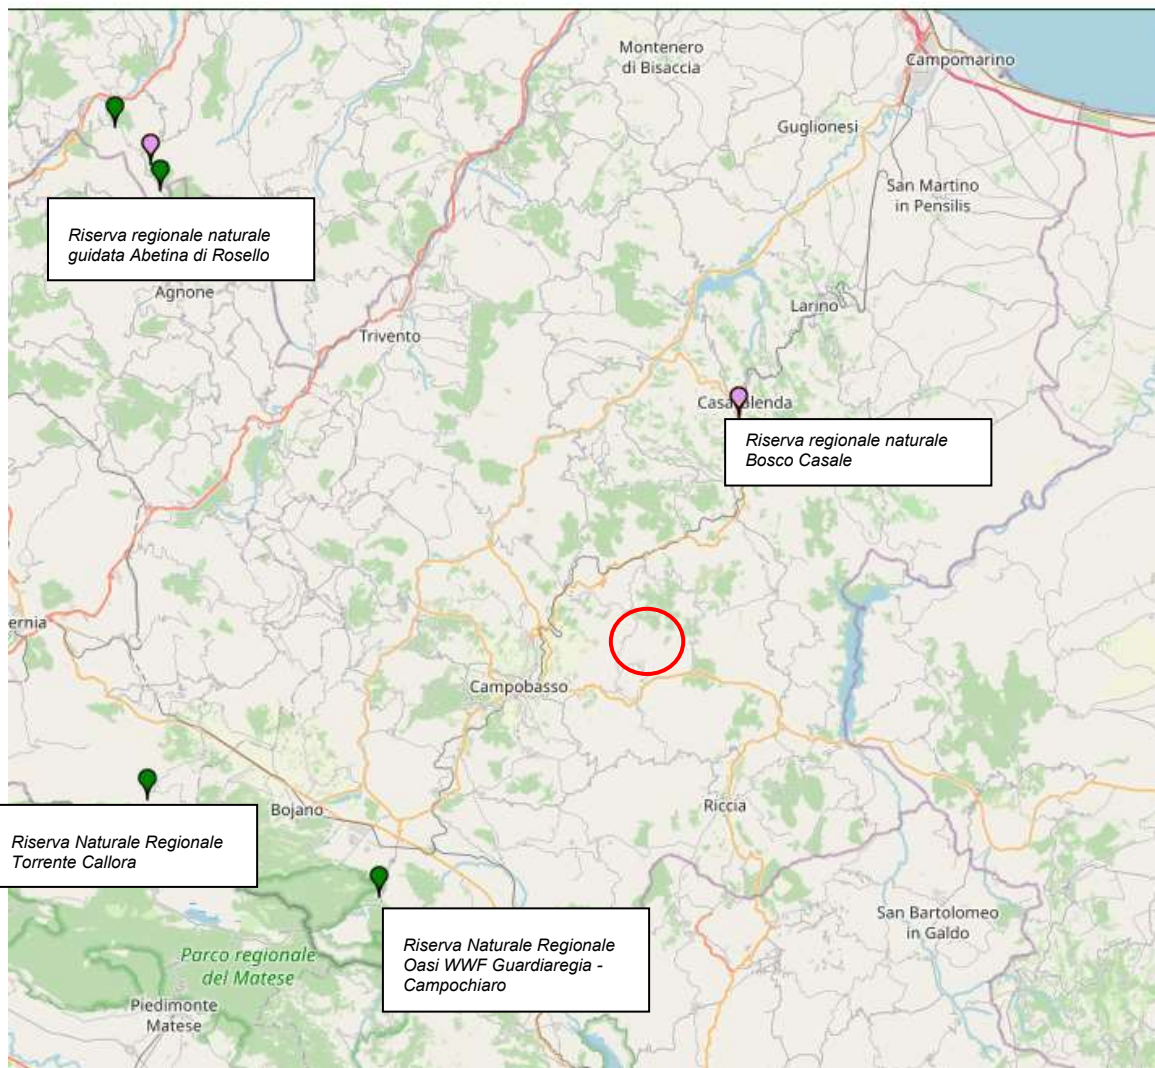 Montenero
di Bisaccia
Campomarino
Guglionesi
San Martino
in Pensilis
Riserva regionale naturale
guidata Abetina di Rosello
Agnone
Larino
Trivento
Riserva regionale naturale
Bosco Casale
ernia
Campobasso
Bojano
Riccia
Riserva Naturale Regionale
Torrente Callora
San Bartolomeo
in Galdo
Riserva Naturale Regionale
Oasi WWF Guardiaregia -
Campochiaro
Parco regionale
del Matese
Piedimonte
Matese